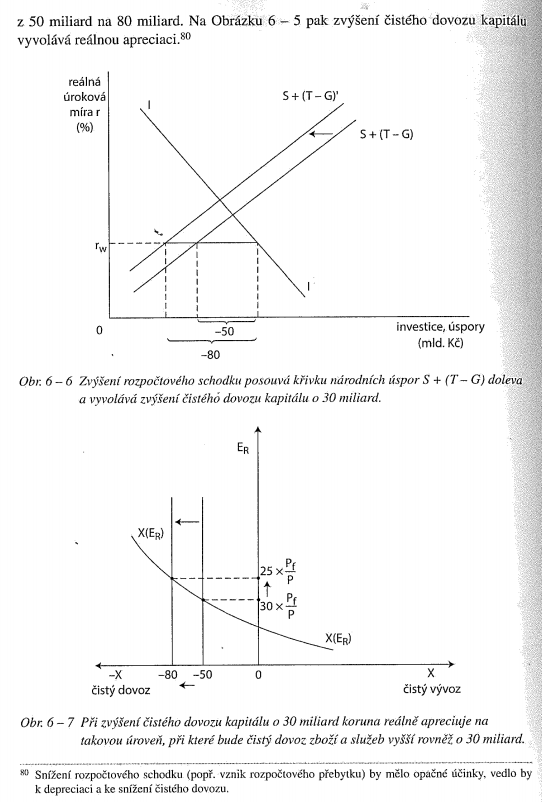 z 50 miliard na 80 miliard. Na Obrázku 6 – 5 pak zvýšení čistého dovozu kapitálu
vyvolává reálnou apreciaci.80
reálná
úroková
míra r
(%)
I
S + (T – G)'
S + (T – G)
rw
I
0
–50
–80
investice, úspory
(mld. Kč)
Obr. 6 – 6 Zvýšení rozpočtového schodku posouvá křivku národních úspor S + (T – G) doleva
a vyvolává zvýšení čistého dovozu kapitálu o 30 miliard.
ER
X(ER)
25 × Pf/P
30 × Pf/P
X(ER)
–X –80 –50 0 X
čistý dovoz čistý vývoz
Obr. 6 – 7 Při zvýšení čistého dovozu kapitálu o 30 miliard koruna reálně apreciuje na
takovou úroveň, při které bude čistý dovoz zboží a služeb vyšší rovněž o 30 miliard.
80 Snížení rozpočtového schodku (popř. vznik rozpočtového přebytku) by mělo opačné účinky, vedlo by
k depreciaci a ke snížení čistého dovozu.